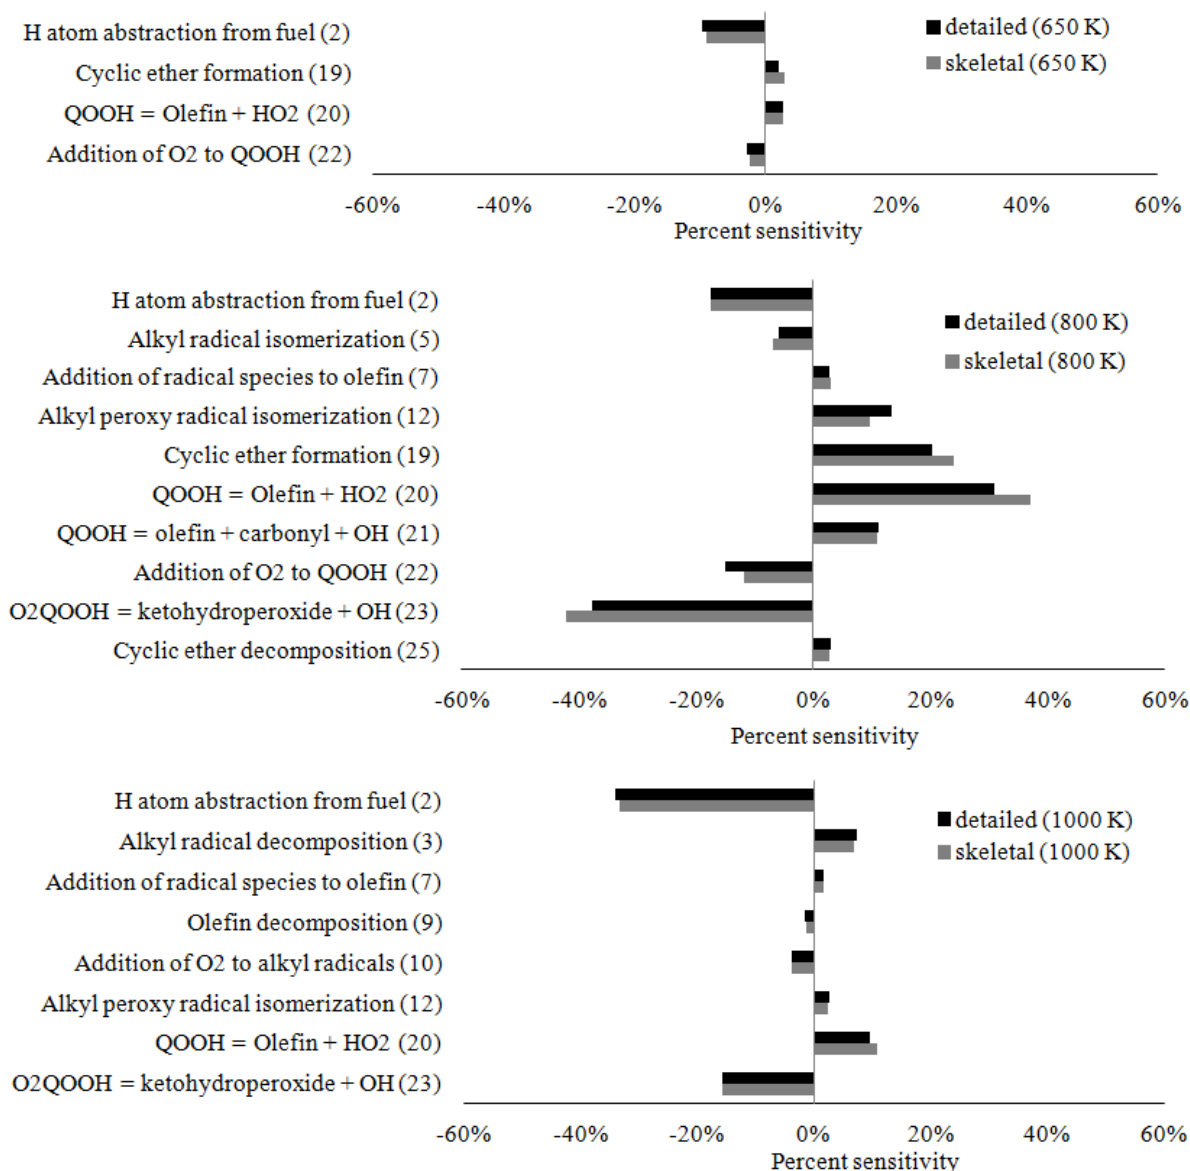 H atom abstraction from fuel (2)
Cyclic ether formation (19)
QOOH = Olefin + HO2 (20)
Addition of O2 to QOOH (22)
detailed (650 K)
skeletal (650 K)
-60% -40% -20% 0% 20% 40% 60%
Percent sensitivity
H atom abstraction from fuel (2)
Alkyl radical isomerization (5)
Addition of radical species to olefin (7)
Alkyl peroxy radical isomerization (12)
Cyclic ether formation (19)
QOOH = Olefin + HO2 (20)
QOOH = olefin + carbonyl + OH (21)
Addition of O2 to QOOH (22)
O2QOOH = ketohydroperoxide + OH (23)
Cyclic ether decomposition (25)
detailed (800 K)
skeletal (800 K)
-60% -40% -20% 0% 20% 40% 60%
Percent sensitivity
H atom abstraction from fuel (2)
Alkyl radical decomposition (3)
Addition of radical species to olefin (7)
Olefin decomposition (9)
Addition of O2 to alkyl radicals (10)
Alkyl peroxy radical isomerization (12)
QOOH = Olefin + HO2 (20)
O2QOOH = ketohydroperoxide + OH (23)
detailed (1000 K)
skeletal (1000 K)
-60% -40% -20% 0% 20% 40% 60%
Percent sensitivity